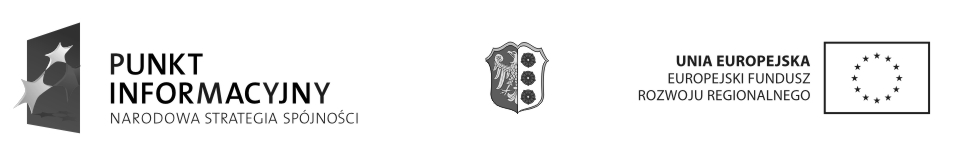 PUNKT
INFORMACYJNY
NARODOWA STRATEGIA SPÓJNOŚCI
UNIA EUROPEJSKA
EUROPEJSKI FUNDUSZ
ROZWOJU REGIONALNEGO